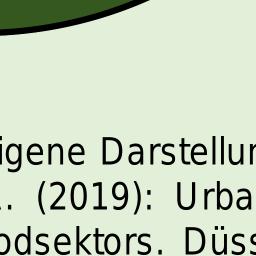 igene Darstellun
. (2019): Urba
odsektors. Düss